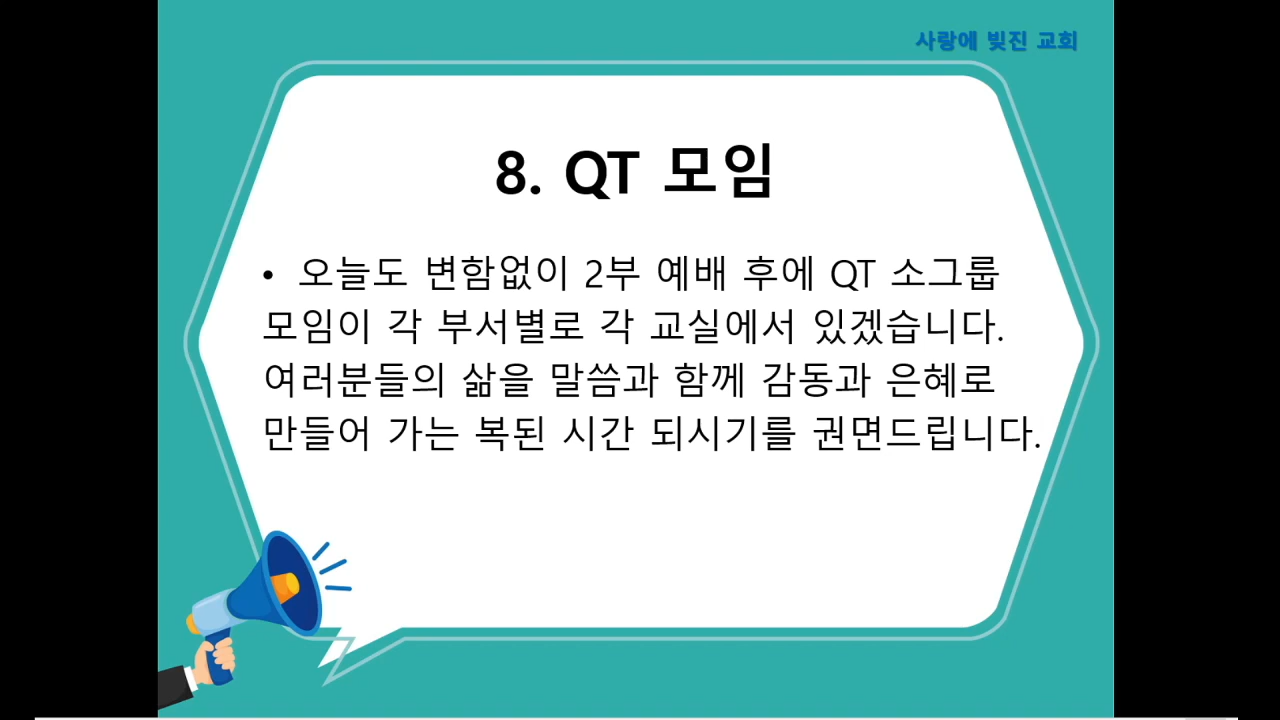 사랑에 빚진 교회
8. QT 모임
• 오늘도 변함없이 2부 예배 후에 QT 소그룹
모임이 각 부서별로 각 교실에서 있겠습니다.
여러분들의 삶을 말씀과 함께 감동과 은혜로
만들어 가는 복된 시간 되시기를 권면드립니다.